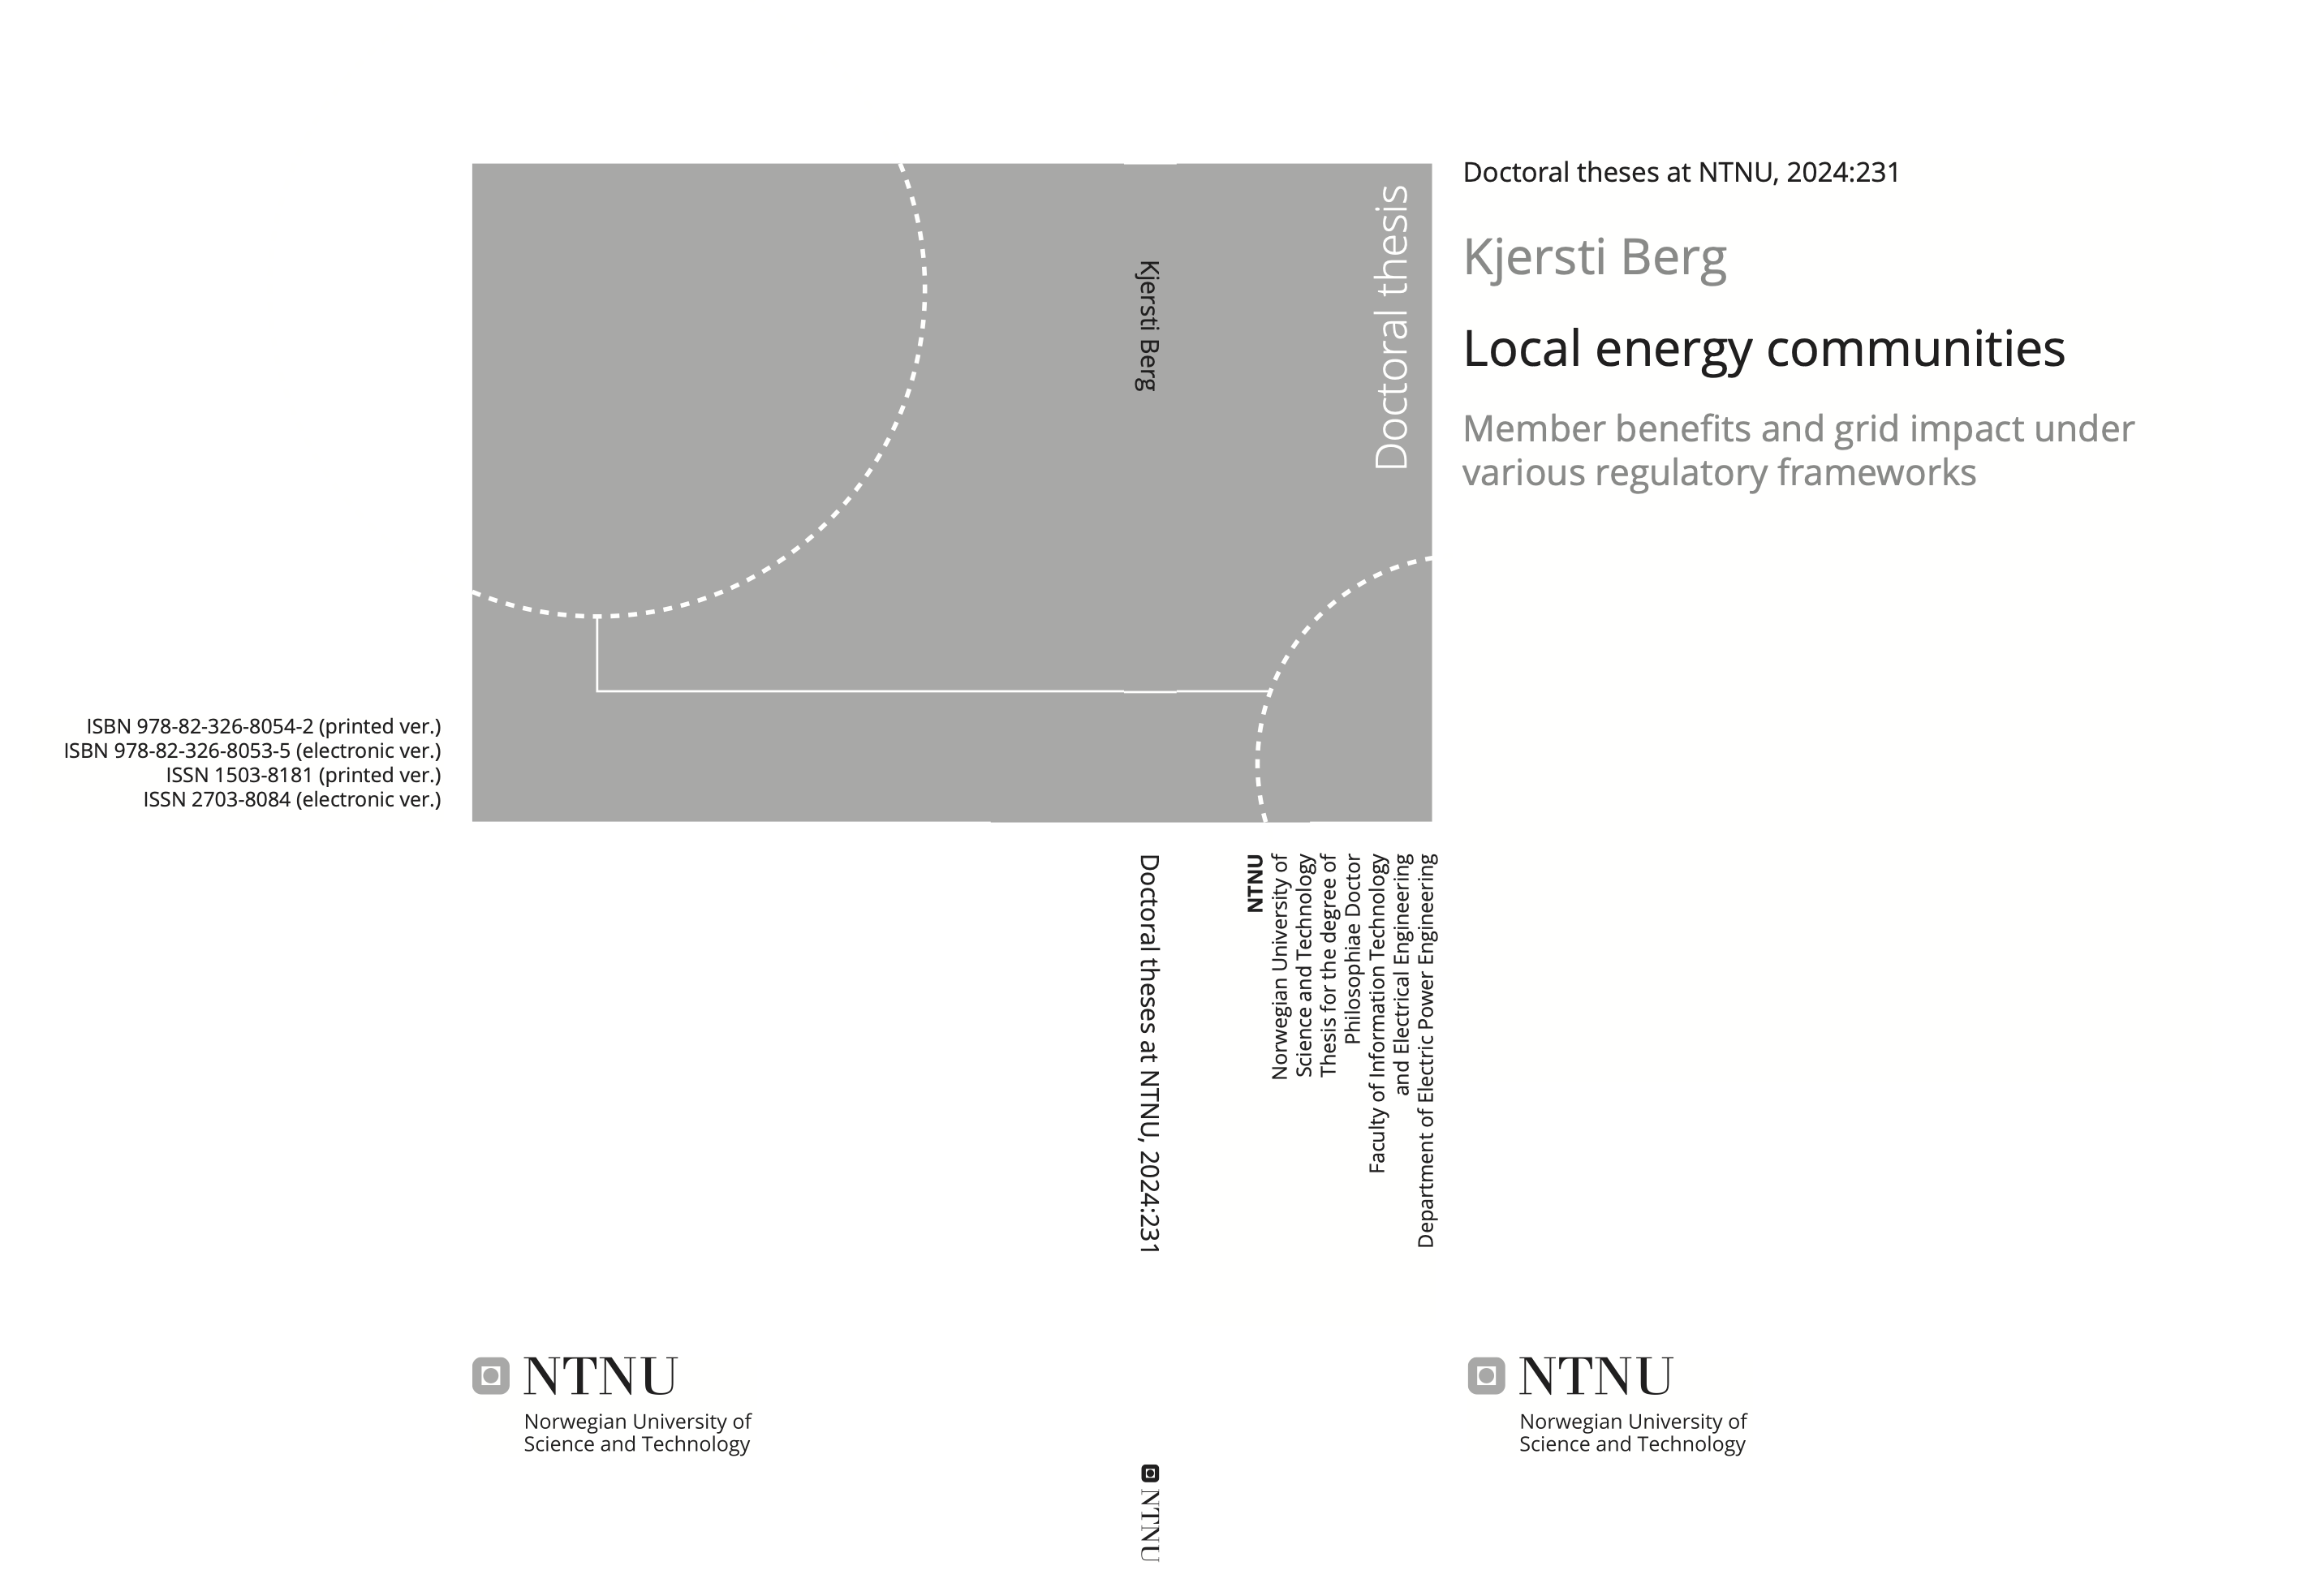 ISBN 978-82-326-8054-2 (printed ver.)
ISBN 978-82-326-8053-5 (electronic ver.)
ISSN 1503-8181 (printed ver.)
ISSN 2703-8084 (electronic ver.)
NTNU
Norwegian University of
Science and Technology
Kjersti Berg
Doctoral theses at NTNU, 2024:231
NTNU
Doctoral thesis
NTNU
Norwegian University of
Science and Technology
Thesis for the degree of
Philosophiae Doctor
Faculty of Information Technology
and Electrical Engineering
Department of Electric Power Engineering
Doctoral theses at NTNU, 2024:231
Kjersti Berg
Local energy communities
Member benefits and grid impact under
various regulatory frameworks
NTNU
Norwegian University of
Science and Technology